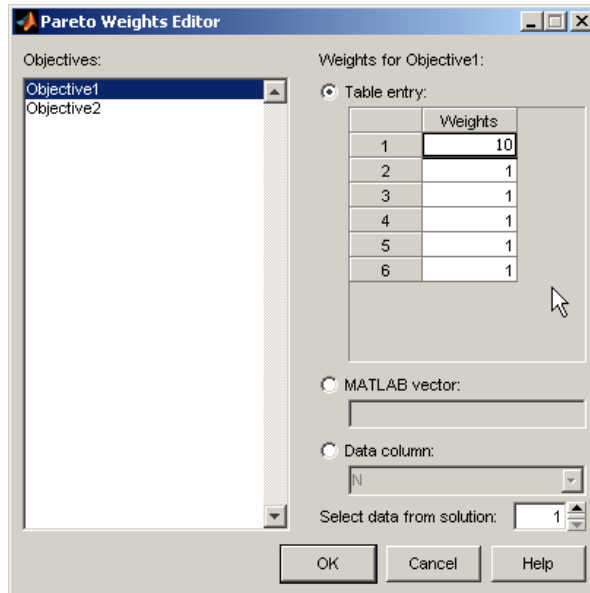 Pareto Weights Editor
Objectives:
Objective1
Objective2
Weights for Objective1:
Table entry:
Weights
1 10
2 1
3 1
4 1
5 1
6 1
MATLAB vector:
Data column:
N
Select data from solution: 1
OK Cancel Help